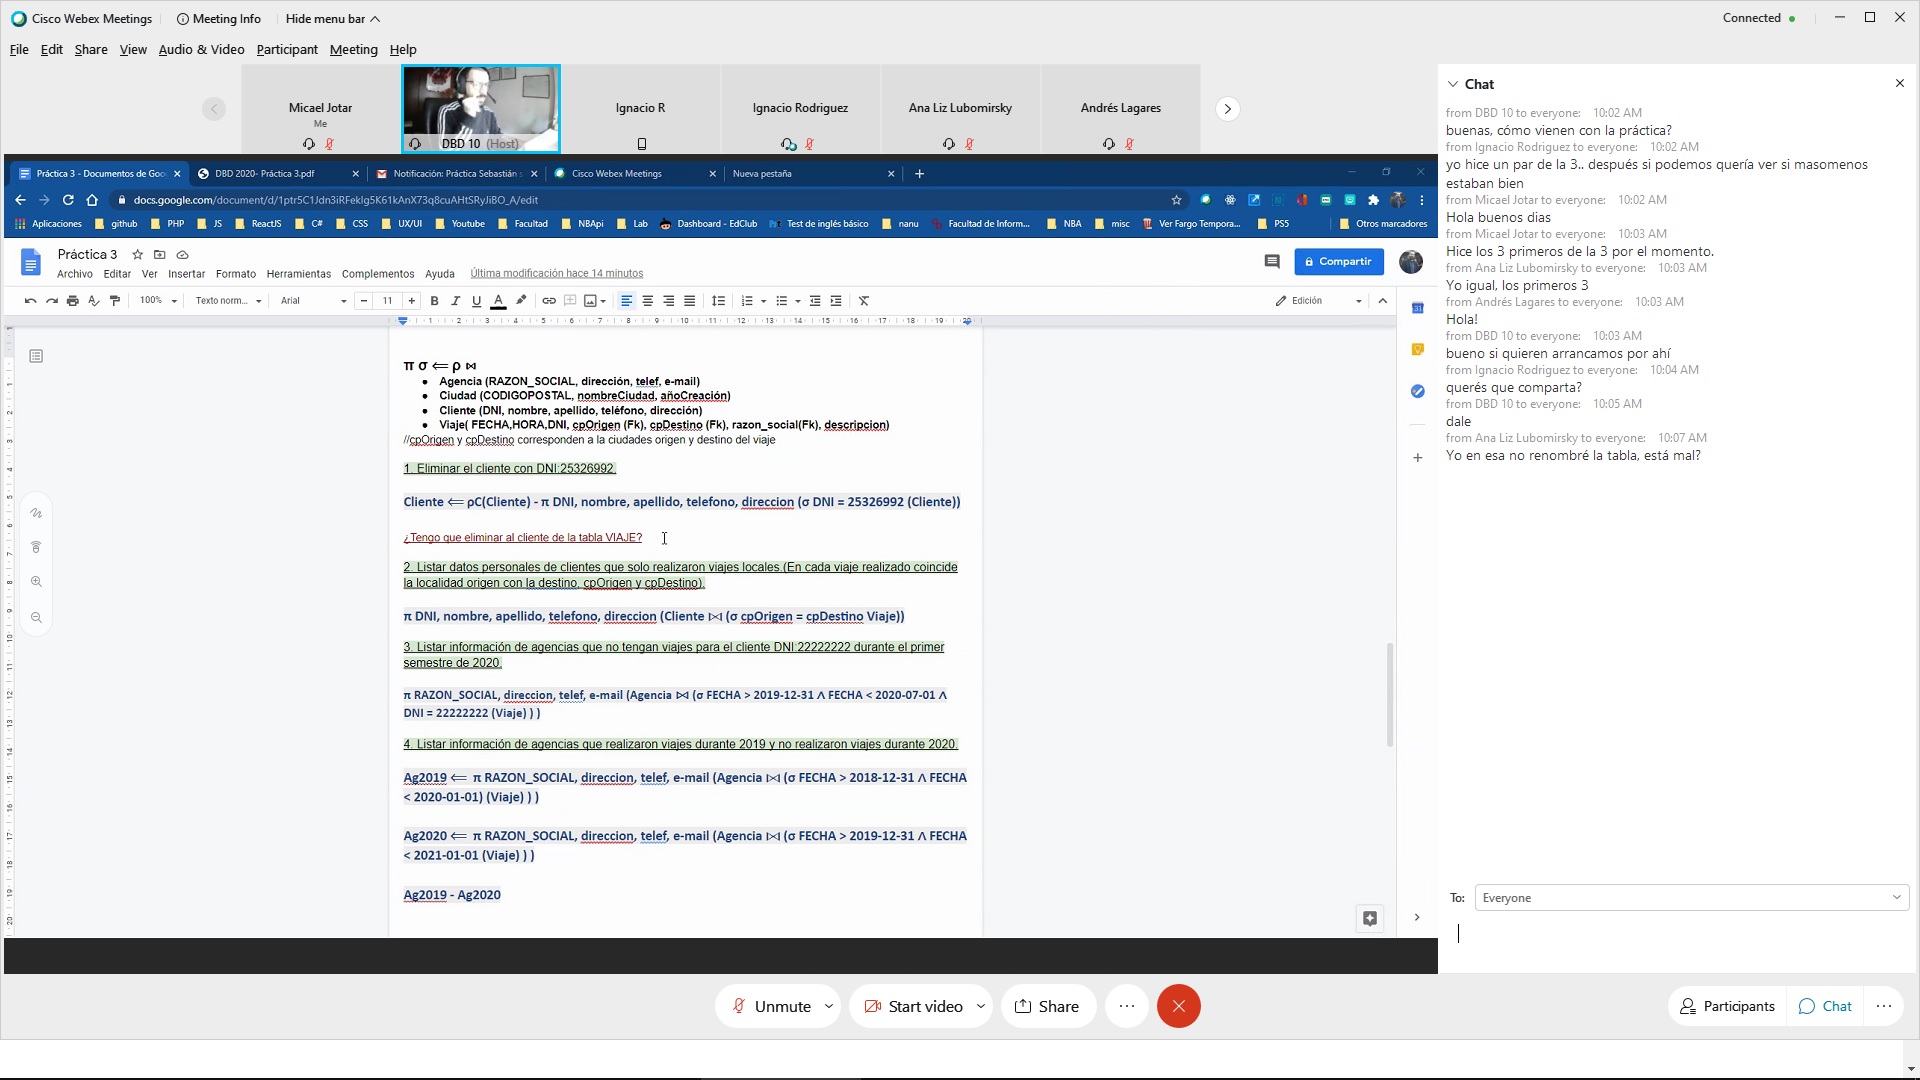 Cisco Webex Meetings
Meeting Info
Hide menu bar
Connected
File Edit Share View Audio & Video Participant Meeting Help
Micael Jotar
Me
DBD 10 (Host)
Ignacio R
Ignacio Rodriguez
Ana Liz Lubomirsky
Andrés Lagares
Práctica 3 - Documentos de Goo
DBD 2020- Práctica 3.pdf
Notificación: Práctica Sebastián
Cisco Webex Meetings
Nueva pestaña
docs.google.com/document/d/1ptr5C1Jdn3iRFekIg5K61kAnX73q8cuAHtSRyJiBO_A/edit
Aplicaciones github PHP JS ReactJS C# CSS UX/UI Youtube Facultad NBApi Lab Dashboard - EdClub Test de inglés básico nanu Facultad de Inform... NBA misc Ver Fargo Tempora... PS5 Otros marcadores
Práctica 3
Archivo Editar Ver Insertar Formato Herramientas Complementos Ayuda Última modificación hace 14 minutos
Compartir
100% Texto norm... Arial 11 B I U A Edición
1 2 3 4 5 6 7 8 9 10 11 12 13 14 15 16 17 18 19 20
π σ ⟸ ρ ⋈
● Agencia (RAZON_SOCIAL, dirección, telef, e-mail)
● Ciudad (CODIGOPOSTAL, nombreCiudad, añoCreación)
● Cliente (DNI, nombre, apellido, teléfono, dirección)
● Viaje( FECHA,HORA,DNI, cpOrigen (Fk), cpDestino (Fk), razon_social(Fk), descripcion)
//cpOrigen y cpDestino corresponden a la ciudades origen y destino del viaje
1. Eliminar el cliente con DNI:25326992.
Cliente ⟸ ρC(Cliente) - π DNI, nombre, apellido, telefono, direccion (σ DNI = 25326992 (Cliente))
¿Tengo que eliminar al cliente de la tabla VIAJE?
2. Listar datos personales de clientes que solo realizaron viajes locales.(En cada viaje realizado coincide
la localidad origen con la destino, cpOrigen y cpDestino).
π DNI, nombre, apellido, telefono, direccion (Cliente ⋈ (σ cpOrigen = cpDestino Viaje))
3. Listar información de agencias que no tengan viajes para el cliente DNI:22222222 durante el primer
semestre de 2020.
π RAZON_SOCIAL, direccion, telef, e-mail (Agencia ⋈ (σ FECHA > 2019-12-31 Λ FECHA < 2020-07-01 Λ
DNI = 22222222 (Viaje) ) )
4. Listar información de agencias que realizaron viajes durante 2019 y no realizaron viajes durante 2020.
Ag2019 ⟸ π RAZON_SOCIAL, direccion, telef, e-mail (Agencia ⋈ (σ FECHA > 2018-12-31 Λ FECHA
< 2020-01-01) (Viaje) ) )
Ag2020 ⟸ π RAZON_SOCIAL, direccion, telef, e-mail (Agencia ⋈ (σ FECHA > 2019-12-31 Λ FECHA
< 2021-01-01 (Viaje) ) )
Ag2019 - Ag2020
Chat
from DBD 10 to everyone: 10:02 AM
buenas, cómo vienen con la práctica?
from Ignacio Rodriguez to everyone: 10:02 AM
yo hice un par de la 3.. después si podemos quería ver si masomenos
estaban bien
from Micael Jotar to everyone: 10:02 AM
Hola buenos dias
from Micael Jotar to everyone: 10:03 AM
Hice los 3 primeros de la 3 por el momento.
from Ana Liz Lubomirsky to everyone: 10:03 AM
Yo igual, los primeros 3
from Andrés Lagares to everyone: 10:03 AM
Hola!
from DBD 10 to everyone: 10:03 AM
bueno si quieren arrancamos por ahí
from Ignacio Rodriguez to everyone: 10:04 AM
querés que comparta?
from DBD 10 to everyone: 10:05 AM
dale
from Ana Liz Lubomirsky to everyone: 10:07 AM
Yo en esa no renombré la tabla, está mal?
To: Everyone
Unmute
Start video
Share
Participants
Chat